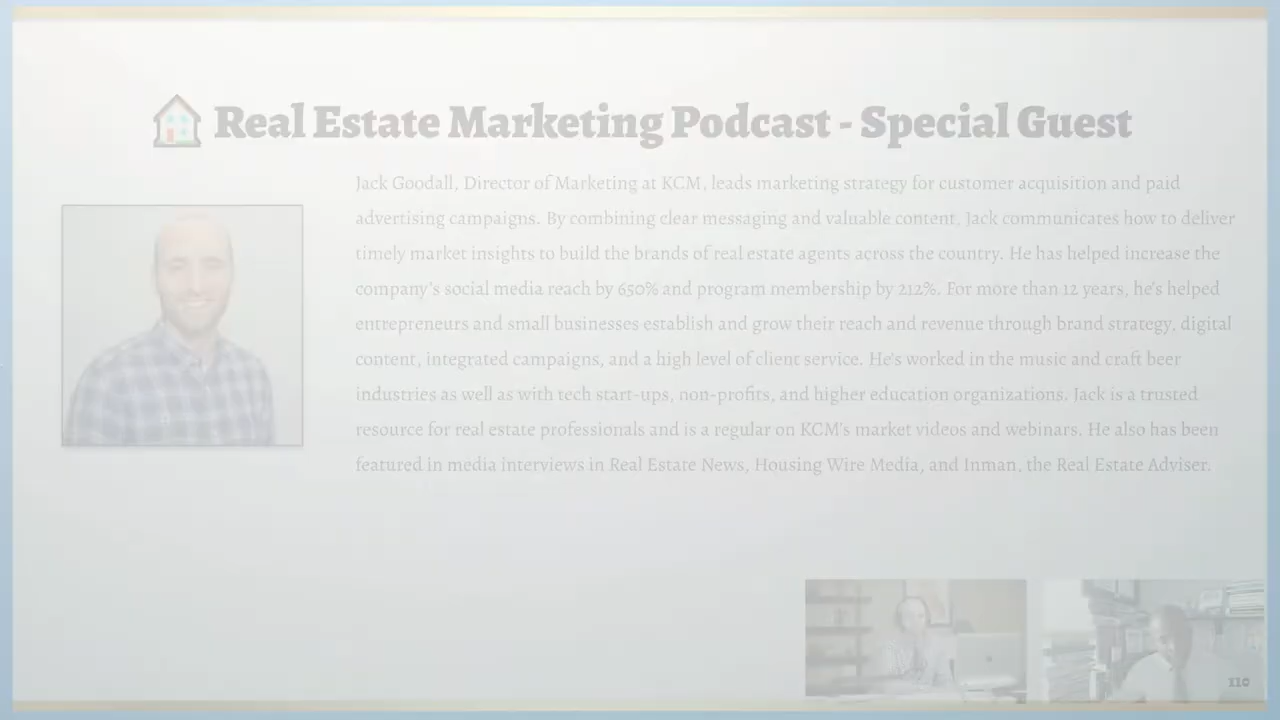 Real Estate Marketing Podcast - Special Guest
Jack Goodall, Director of Marketing at KCM, leads marketing strategy for customer acquisition and paid
advertising campaigns. By combining clear messaging and valuable content, Jack communicates how to deliver
timely market insights to build the brands of real estate agents across the country. He has helped increase the
company's social media reach by 650% and program membership by 212%. For more than 12 years, he's helped
entrepreneurs and small businesses establish and grow their reach and revenue through brand strategy, digital
content, integrated campaigns, and a high level of client service. He's worked in the music and craft beer
industries as well as with tech start-ups, non-profits, and higher education organizations. Jack is a trusted
resource for real estate professionals and is a regular on KCM's market videos and webinars. He also has been
featured in media interviews in Real Estate News, Housing Wire Media, and Inman, the Real Estate Adviser.
110